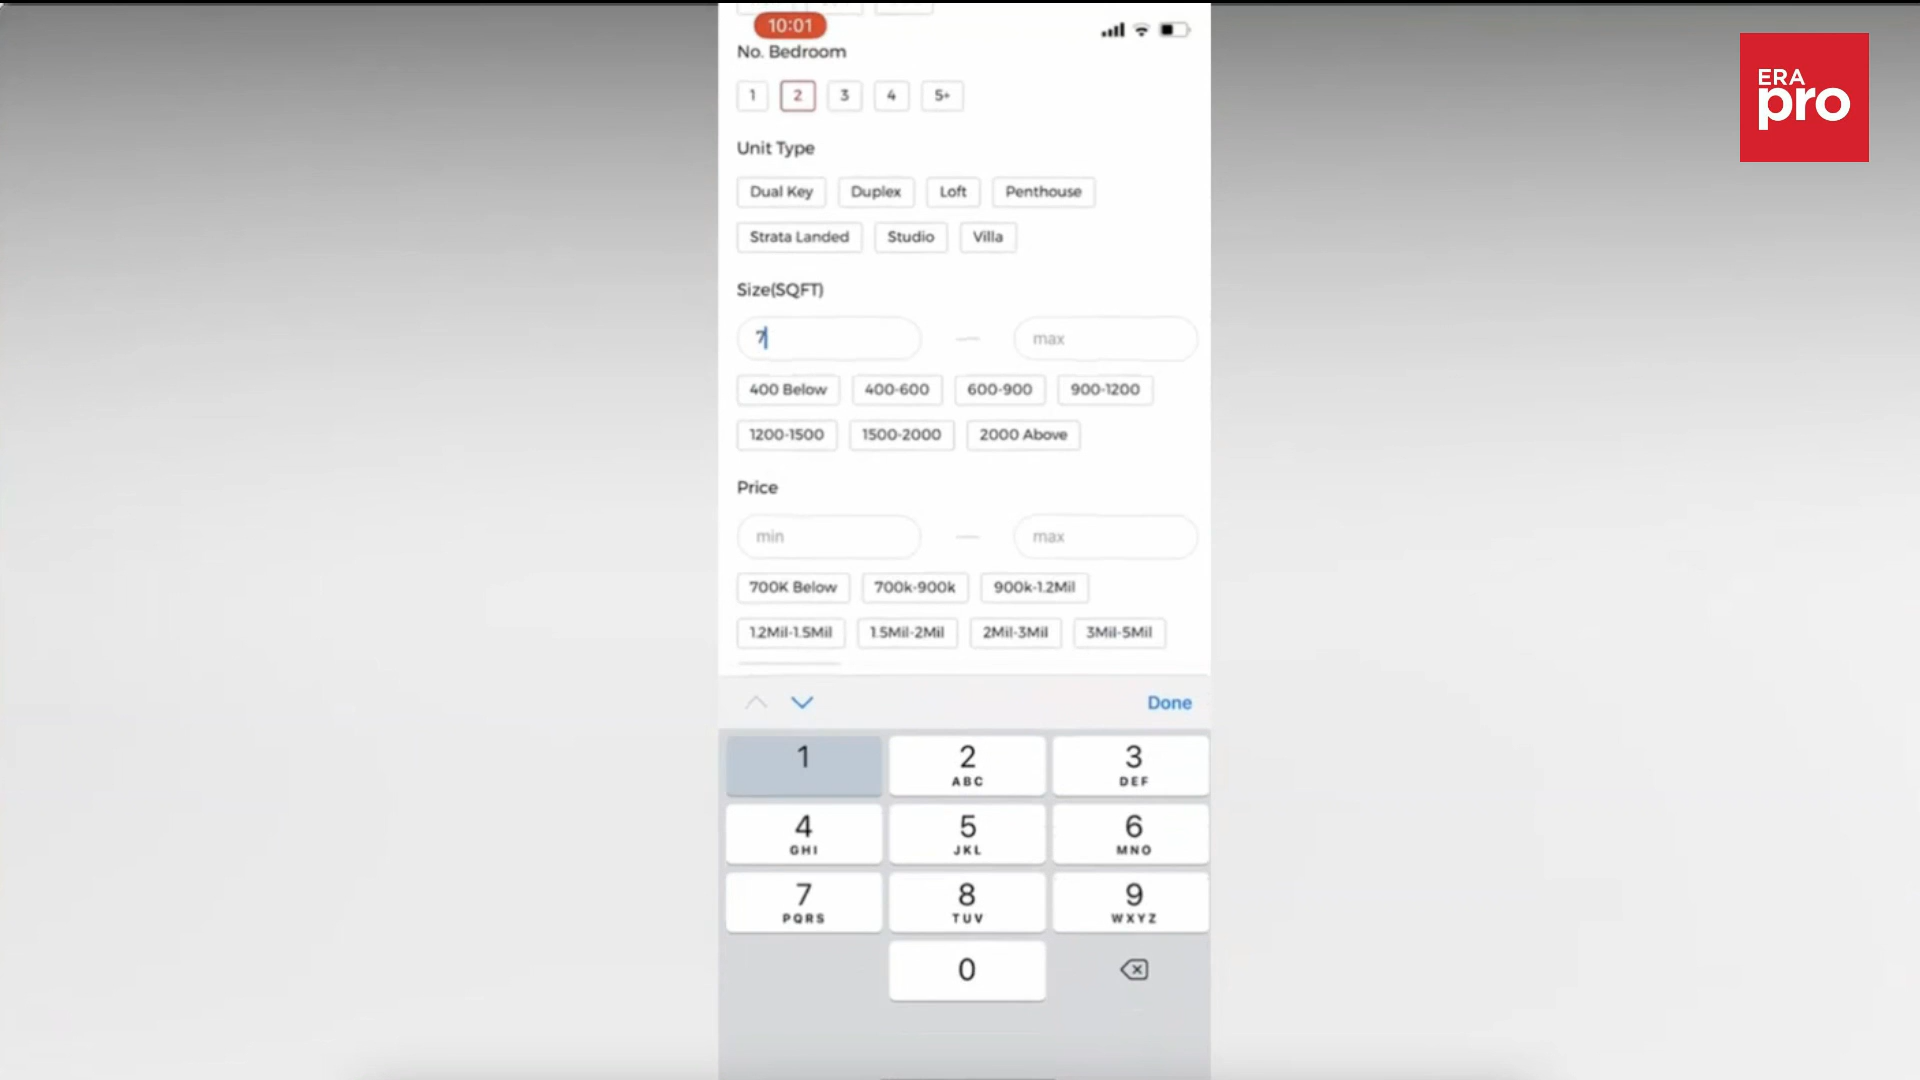 10:01
No. Bedroom
1 2 3 4 5+
Unit Type
Dual Key Duplex Loft Penthouse
Strata Landed Studio Villa
Size(SQFT)
7 max
400 Below 400-600 600-900 900-1200
1200-1500 1500-2000 2000 Above
Price
min max
700K Below 700k-900k 900k-1.2Mil
1.2Mil-1.5Mil 1.5Mil-2Mil 2Mil-3Mil 3Mil-5Mil
Done
1 2 3
ABC DEF
4 5 6
GHI JKL MNO
7 8 9
PQRS TUV WXYZ
0
ERA
pro